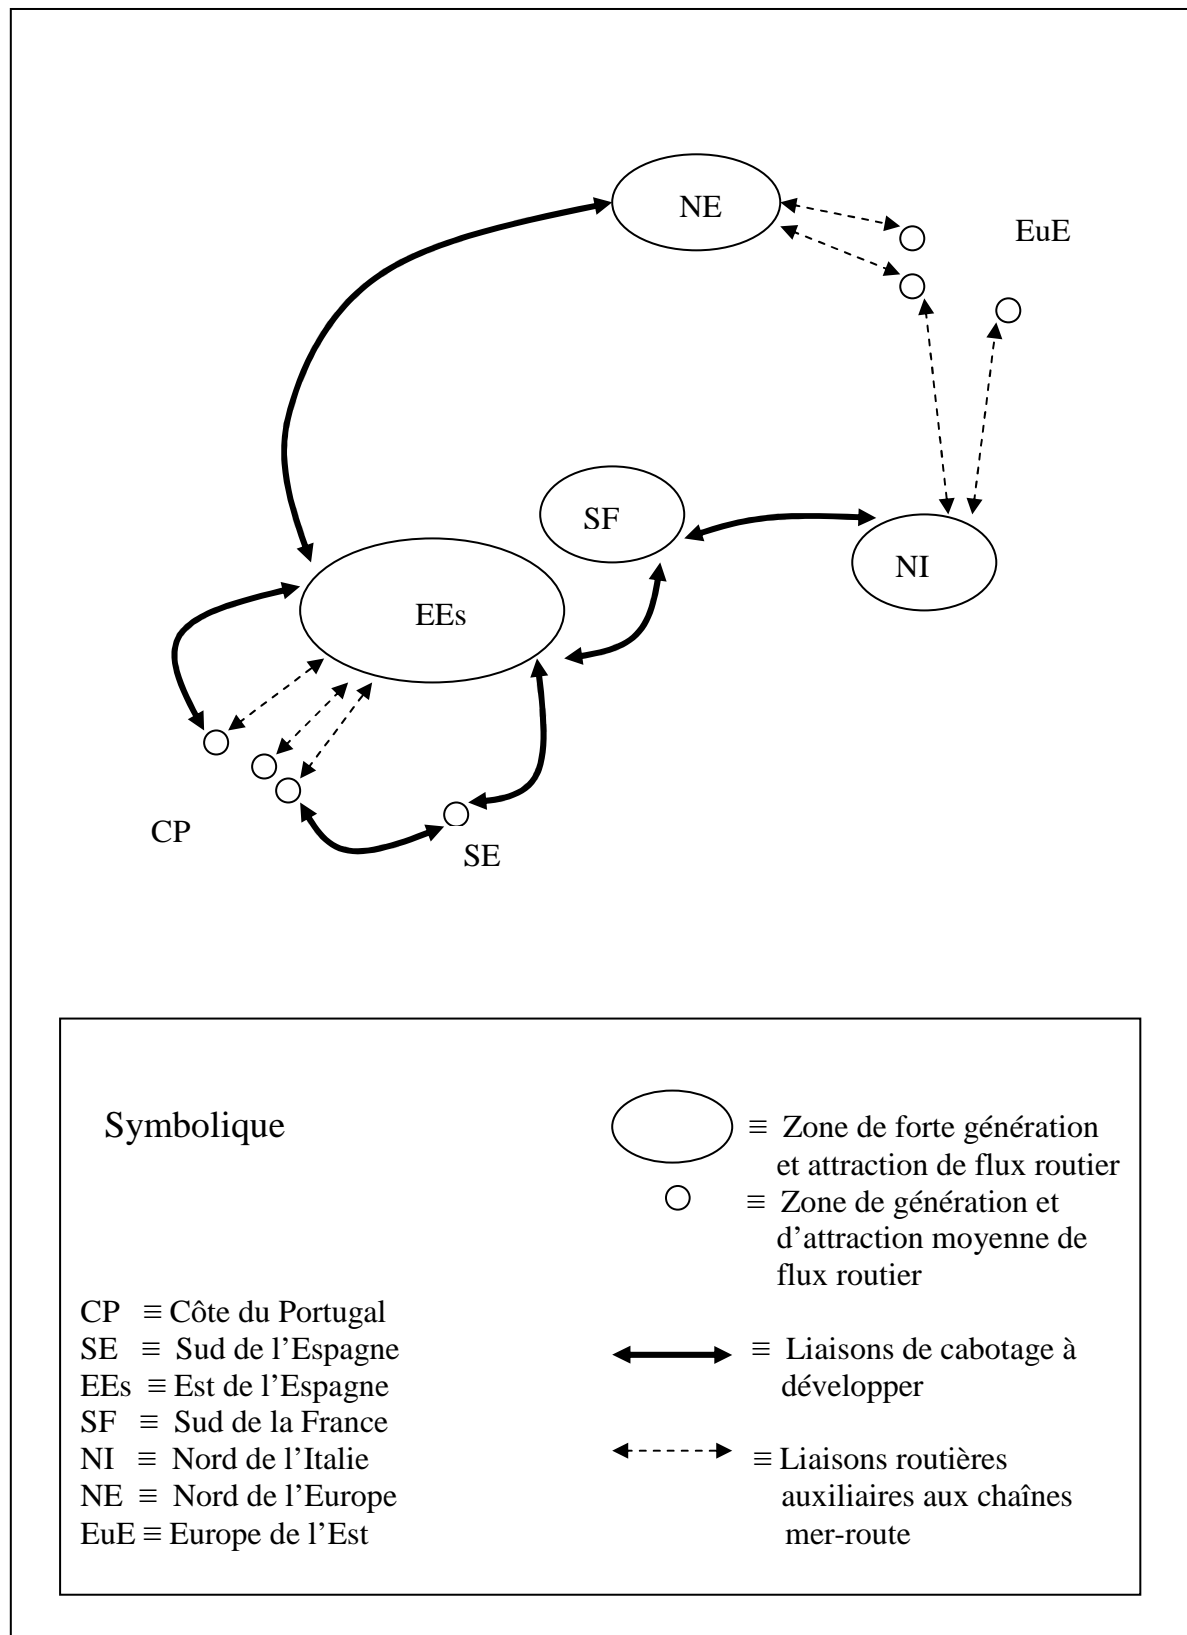 NE
EuE
SF
NI
EEs
CP
SE
Symbolique
≡ Zone de forte génération
et attraction de flux routier
≡ Zone de génération et
d’attraction moyenne de
flux routier
CP ≡ Côte du Portugal
SE ≡ Sud de l’Espagne
EEs ≡ Est de l’Espagne
SF ≡ Sud de la France
NI ≡ Nord de l’Italie
NE ≡ Nord de l’Europe
EuE ≡ Europe de l’Est
≡ Liaisons de cabotage à
développer
≡ Liaisons routières
auxiliaires aux chaînes
mer-route